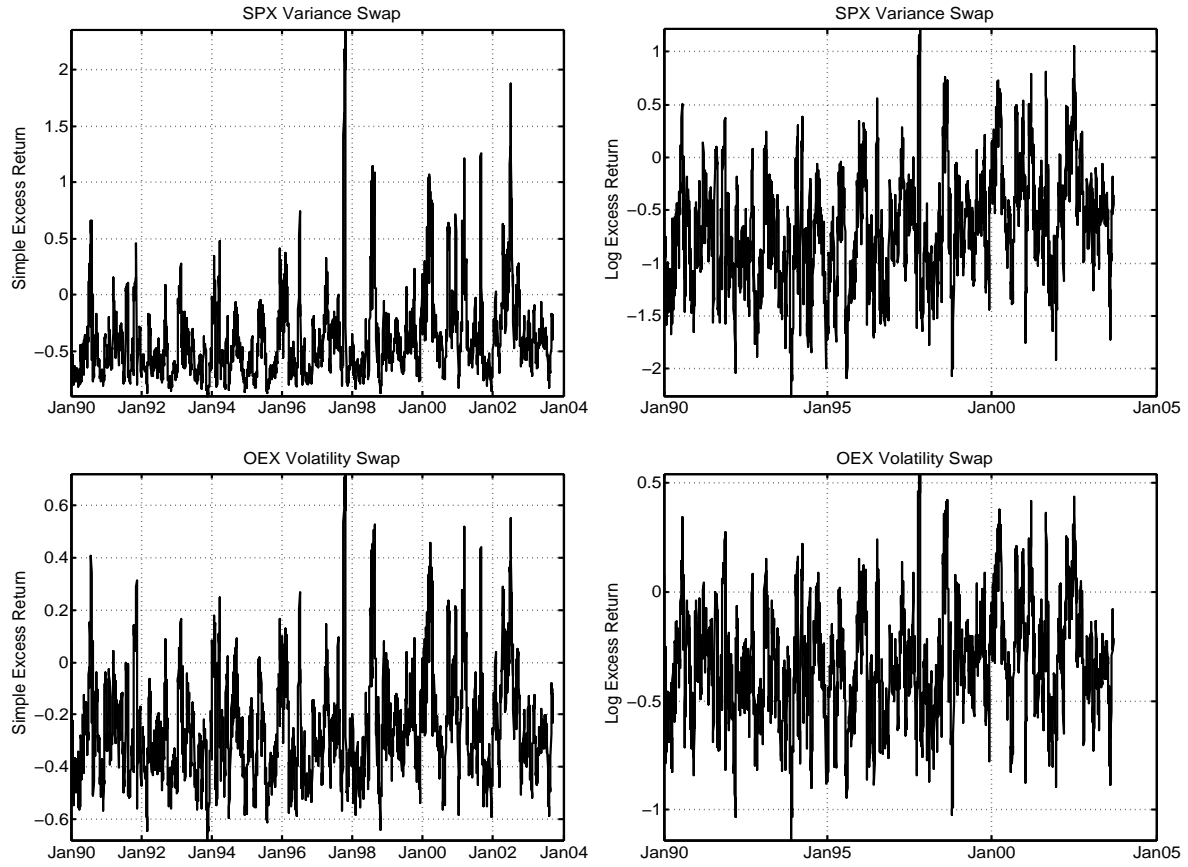 SPX Variance Swap
Simple Excess Return
2
1.5
1
0.5
0
−0.5
Jan90 Jan92 Jan94 Jan96 Jan98 Jan00 Jan02 Jan04
SPX Variance Swap
Log Excess Return
1
0.5
0
−0.5
−1
−1.5
−2
Jan90 Jan95 Jan00 Jan05
OEX Volatility Swap
Simple Excess Return
0.6
0.4
0.2
0
−0.2
−0.4
−0.6
Jan90 Jan92 Jan94 Jan96 Jan98 Jan00 Jan02 Jan04
OEX Volatility Swap
Log Excess Return
0.5
0
−0.5
−1
Jan90 Jan95 Jan00 Jan05